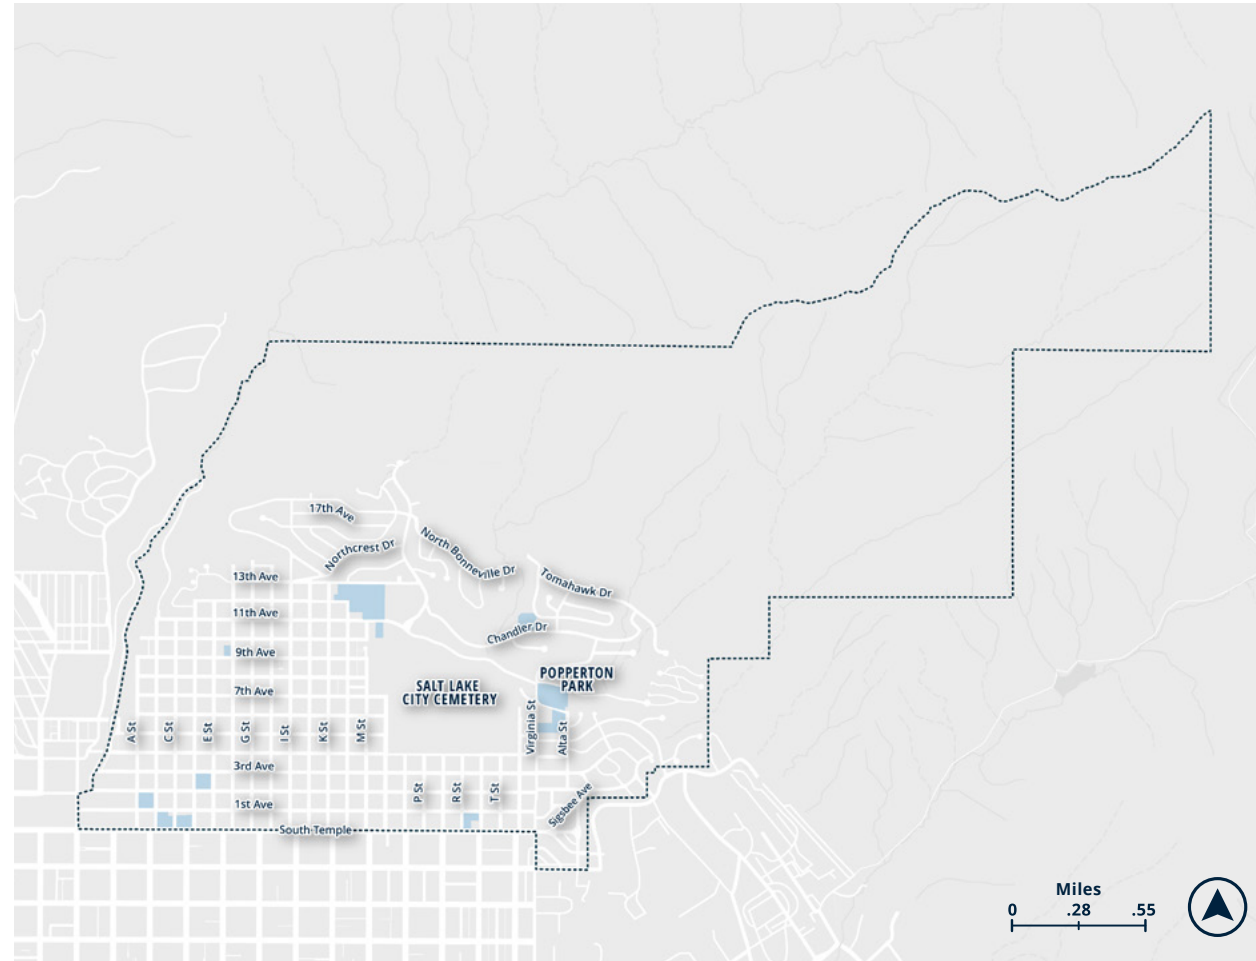 17th Ave
Northcrest Dr
North Bonneville Dr
Tomahawk Dr
13th Ave
11th Ave
Chandler Dr
9th Ave
POPPERTON
PARK
SALT LAKE
CITY CEMETERY
7th Ave
A St
C St
E St
G St
I St
K St
M St
Virginia St
Alta St
3rd Ave
P St
R St
T St
Sigsbee Ave
1st Ave
South Temple
Miles
0 .28 .55